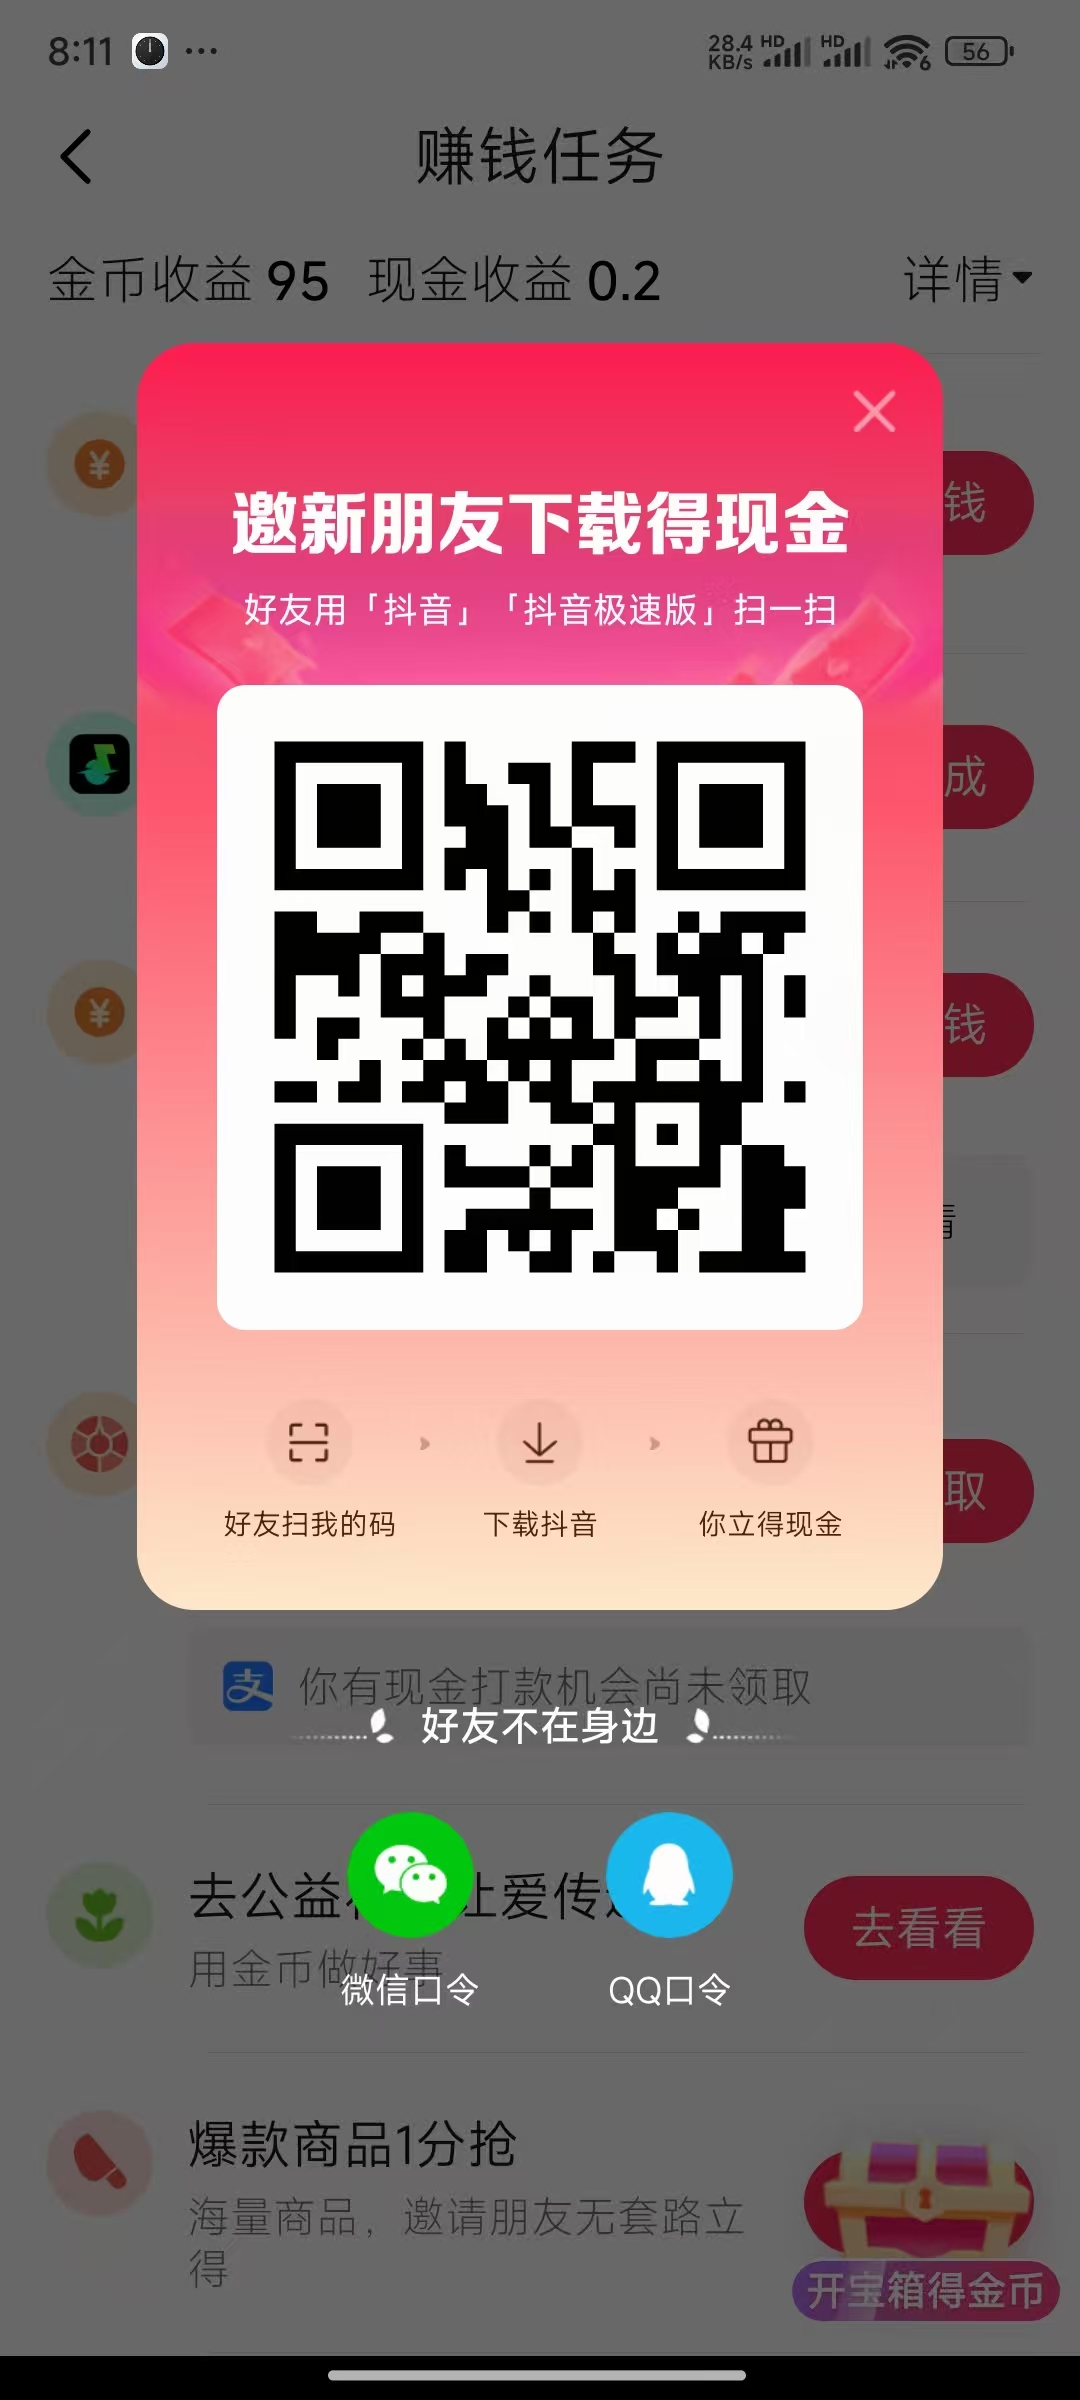 8:11
28.4 KB/s HD HD 6 56
赚钱任务
金币收益 95 现金收益 0.2 详情
邀新朋友下载得现金
好友用「抖音」「抖音极速版」扫一扫
钱
成
钱
取
好友扫我的码 下载抖音 你立得现金
支 你有现金打款机会尚未领取
好友不在身边
去公益 让爱传
去看看
用金币做好事
微信口令 QQ口令
爆款商品1分抢
海量商品，邀请朋友无套路立
得
开宝箱得金币